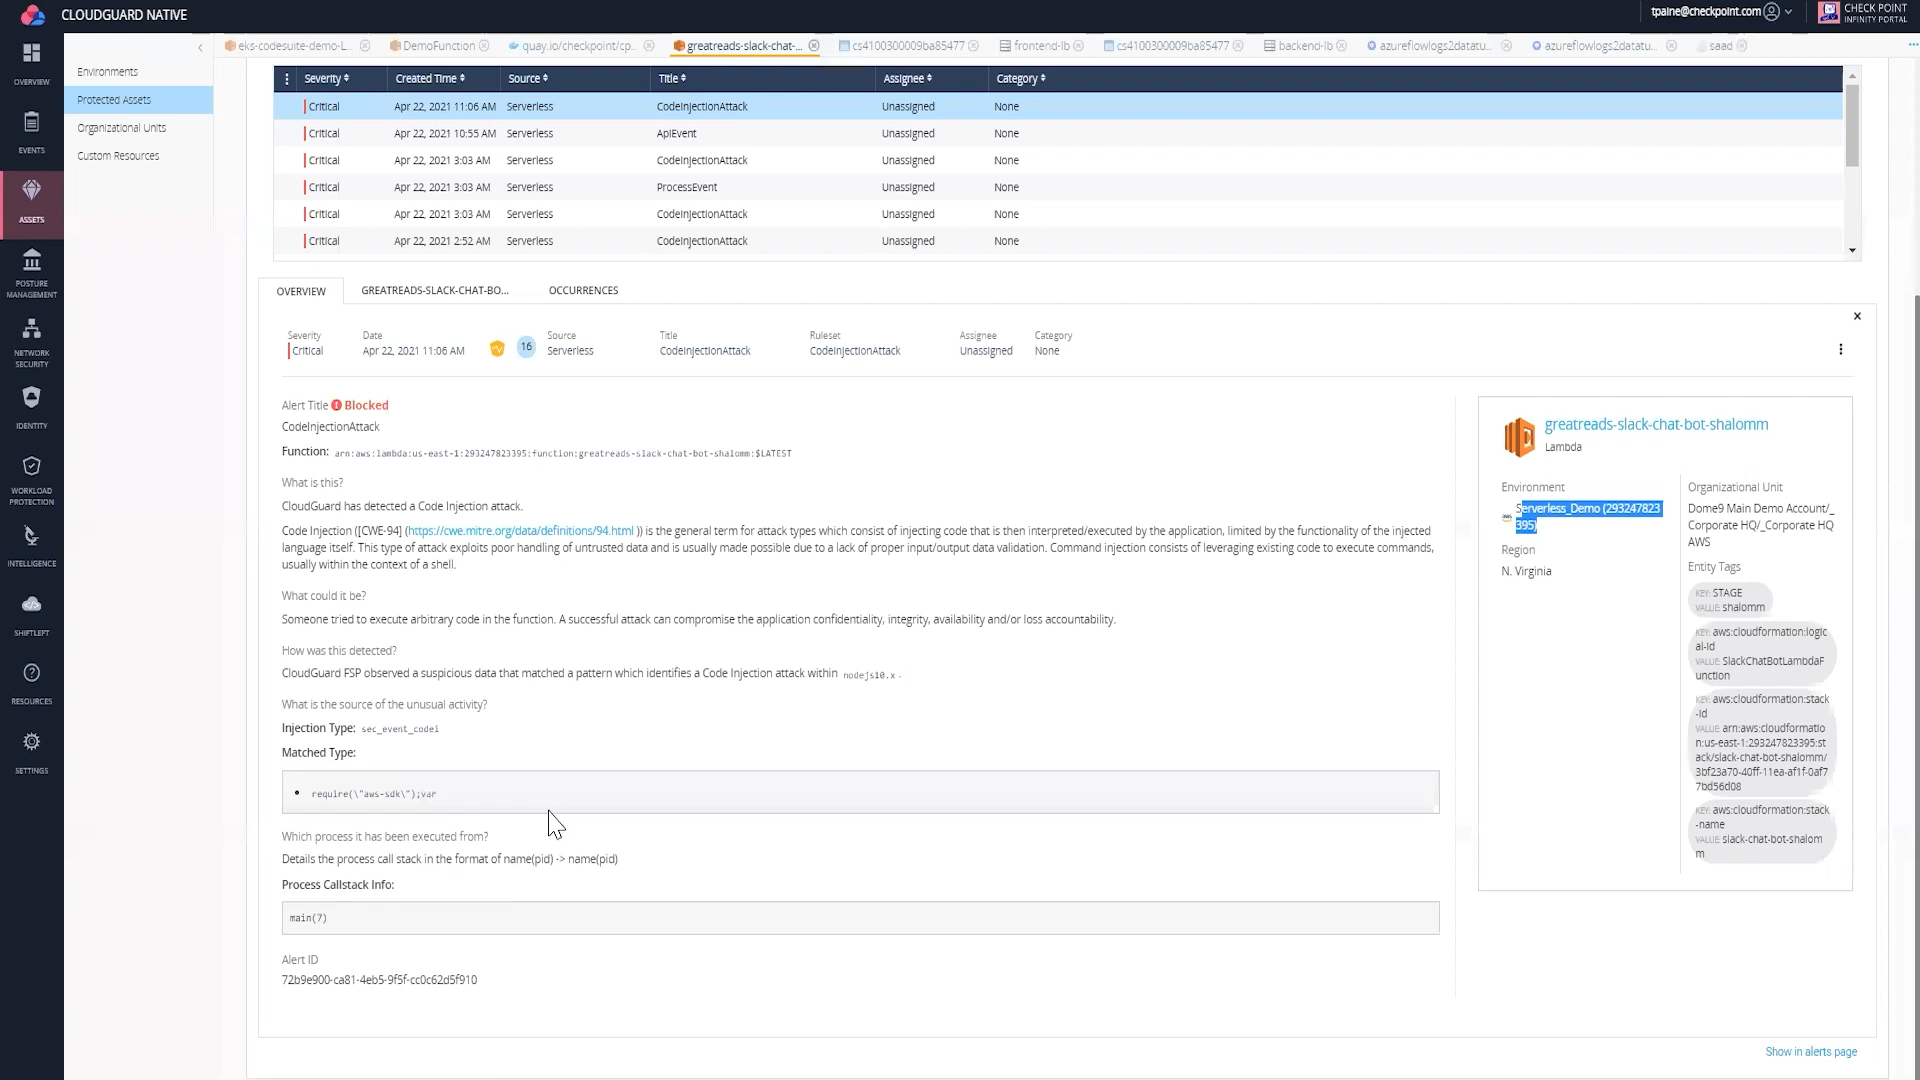 CLOUDGUARD NATIVE
tpaine@checkpoint.com
CHECK POINT
INFINITY PORTAL
OVERVIEW
EVENTS
ASSETS
POSTURE
MANAGEMENT
NETWORK
SECURITY
IDENTITY
WORKLOAD
PROTECTION
INTELLIGENCE
SHIFTLEFT
RESOURCES
SETTINGS
Environments
Protected Assets
Organizational Units
Custom Resources
eks-codesuite-demo-L... DemoFunction quay.io/checkpoint/cp... greatreads-slack-chat-... cs4100300009ba85477 frontend-lb cs4100300009ba85477 backend-lb azureflowlogs2datatu... azureflowlogs2datatu... saad
Severity Created Time Source Title Assignee Category
Critical Apr 22, 2021 11:06 AM Serverless CodeInjectionAttack Unassigned None
Critical Apr 22, 2021 10:55 AM Serverless ApiEvent Unassigned None
Critical Apr 22, 2021 3:03 AM Serverless CodeInjectionAttack Unassigned None
Critical Apr 22, 2021 3:03 AM Serverless ProcessEvent Unassigned None
Critical Apr 22, 2021 3:03 AM Serverless CodeInjectionAttack Unassigned None
Critical Apr 22, 2021 2:52 AM Serverless CodeInjectionAttack Unassigned None
OVERVIEW GREATREADS-SLACK-CHAT-BO... OCCURRENCES
Severity Date Source Title Ruleset Assignee Category
Critical Apr 22, 2021 11:06 AM 16 Serverless CodeInjectionAttack CodeInjectionAttack Unassigned None
Alert Title Blocked
CodeInjectionAttack
Function: arn:aws:lambda:us-east-1:293247823395:function:greatreads-slack-chat-bot-shalomm:$LATEST
What is this?
CloudGuard has detected a Code Injection attack.
Code Injection ([CWE-94] (https://cwe.mitre.org/data/definitions/94.html )) is the general term for attack types which consist of injecting code that is then interpreted/executed by the application, limited by the functionality of the injected
language itself. This type of attack exploits poor handling of untrusted data and is usually made possible due to a lack of proper input/output data validation. Command injection consists of leveraging existing code to execute commands,
usually within the context of a shell.
What could it be?
Someone tried to execute arbitrary code in the function. A successful attack can compromise the application confidentiality, integrity, availability and/or loss accountability.
How was this detected?
CloudGuard FSP observed a suspicious data that matched a pattern which identifies a Code Injection attack within nodejs10.x .
What is the source of the unusual activity?
Injection Type: sec_event_codei
Matched Type:
• require(\"aws-sdk\");var
Which process it has been executed from?
Details the process call stack in the format of name(pid) -> name(pid)
Process Callstack Info:
main(7)
Alert ID
72b9e900-ca81-4eb5-9f5f-cc0c62d5f910
greatreads-slack-chat-bot-shalomm
Lambda
Environment
Serverless_Demo (293247823
395)
Region
N. Virginia
Organizational Unit
Dome9 Main Demo Account/_
Corporate HQ/_Corporate HQ
AWS
Entity Tags
KEY: STAGE
VALUE: shalomm
KEY: aws:cloudformation:logic
al-id
VALUE: SlackChatBotLambdaF
unction
KEY: aws:cloudformation:stack
-id
VALUE: arn:aws:cloudformatio
n:us-east-1:293247823395:st
ack/slack-chat-bot-shalomm/
3bf23a70-40ff-11ea-af1f-0af7
7bd56d08
KEY: aws:cloudformation:stack
-name
VALUE: slack-chat-bot-shalom
m
Show in alerts page